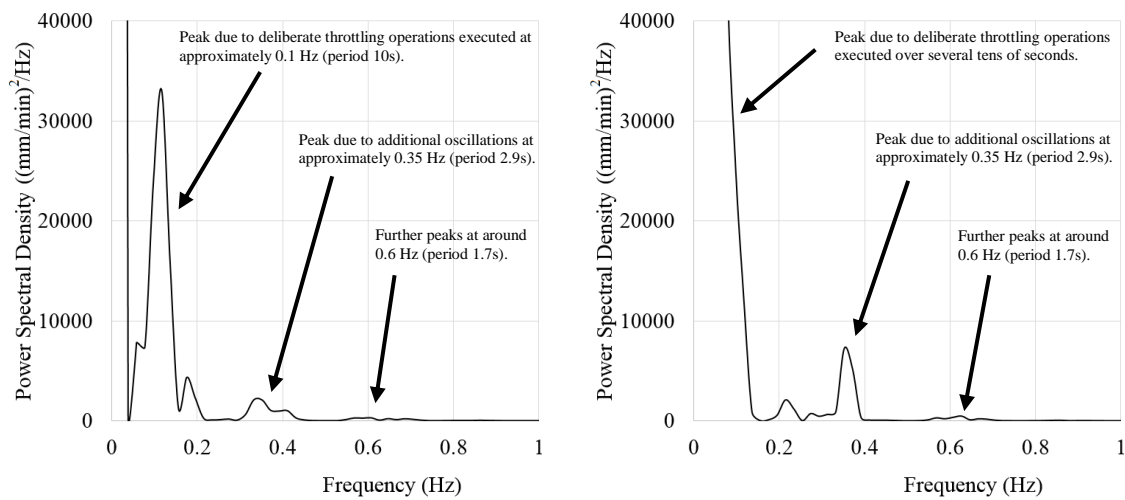 40000
30000
20000
10000
0
Power Spectral Density ((mm/min)²/Hz)
Peak due to deliberate throttling operations executed at
approximately 0.1 Hz (period 10s).
Peak due to additional oscillations at
approximately 0.35 Hz (period 2.9s).
Further peaks at around
0.6 Hz (period 1.7s).
0 0.2 0.4 0.6 0.8 1
Frequency (Hz)
40000
30000
20000
10000
0
Power Spectral Density ((mm/min)²/Hz)
Peak due to deliberate throttling operations
executed over several tens of seconds.
Peak due to additional oscillations at
approximately 0.35 Hz (period 2.9s).
Further peaks at around
0.6 Hz (period 1.7s).
0 0.2 0.4 0.6 0.8 1
Frequency (Hz)